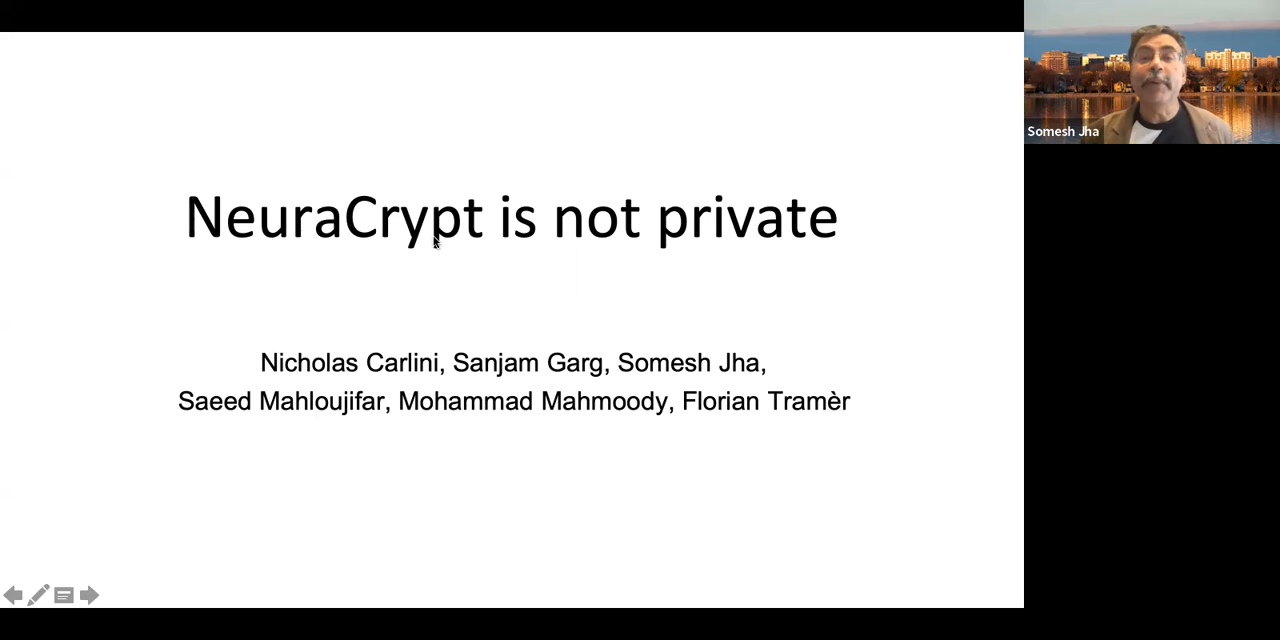 NeuraCrypt is not private
Nicholas Carlini, Sanjam Garg, Somesh Jha,
Saeed Mahloujifar, Mohammad Mahmoody, Florian Tramèr
Somesh Jha